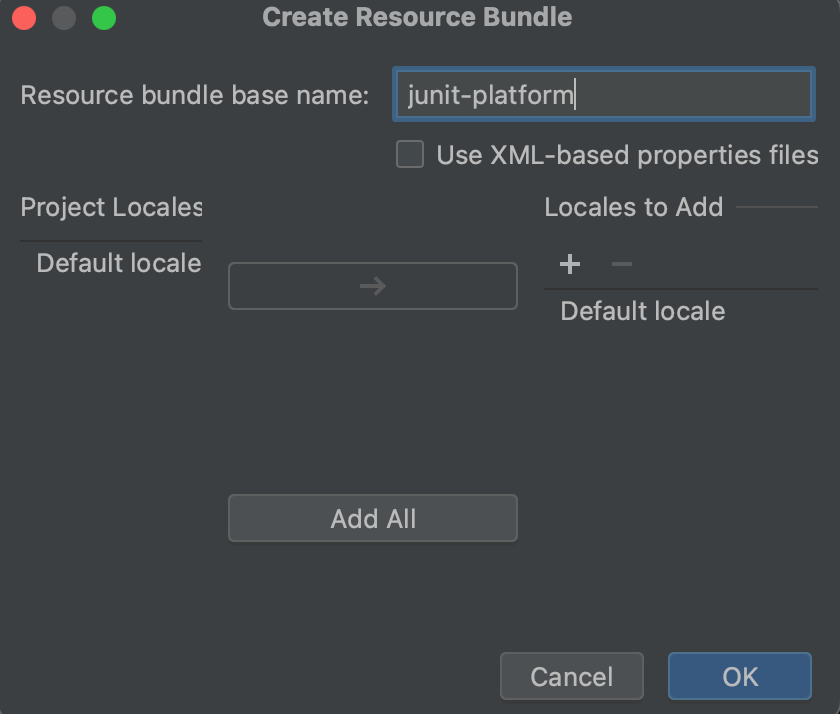 Create Resource Bundle
Resource bundle base name: junit-platform
Use XML-based properties files
Project Locales
Locales to Add
Default locale
Default locale
Add All
Cancel
OK